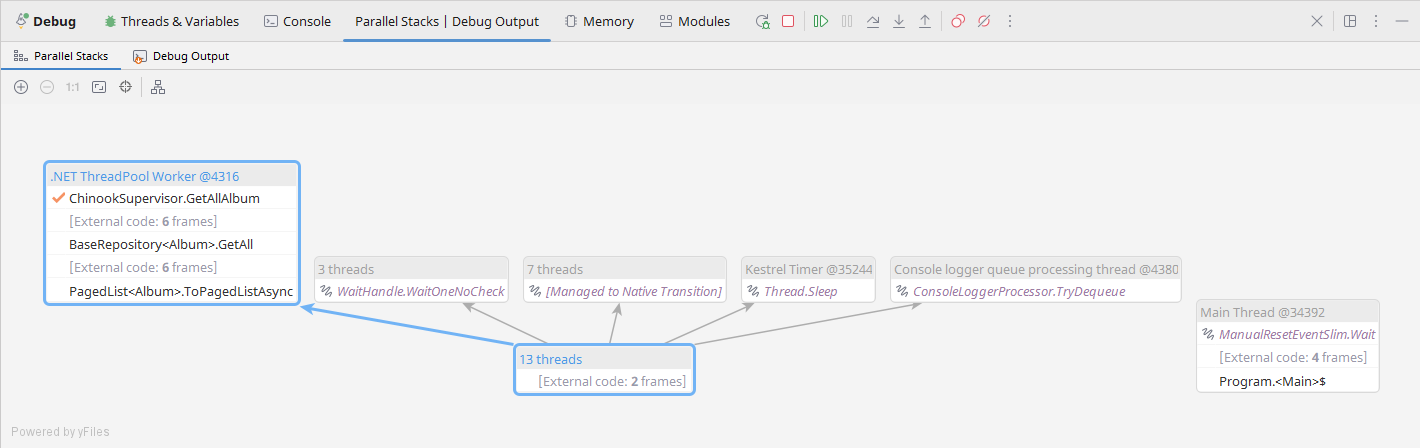 Debug Threads & Variables Console Parallel Stacks | Debug Output Memory Modules
Parallel Stacks Debug Output
1:1
.NET ThreadPool Worker @4316
ChinookSupervisor.GetAllAlbum
[External code: 6 frames]
BaseRepository<Album>.GetAll
[External code: 6 frames]
PagedList<Album>.ToPagedListAsync
3 threads
WaitHandle.WaitOneNoCheck
7 threads
[Managed to Native Transition]
Kestrel Timer @35244
Thread.Sleep
Console logger queue processing thread @4380
ConsoleLoggerProcessor.TryDequeue
Main Thread @34392
ManualResetEventSlim.Wait
[External code: 4 frames]
Program.<Main>$
13 threads
[External code: 2 frames]
Powered by yFiles